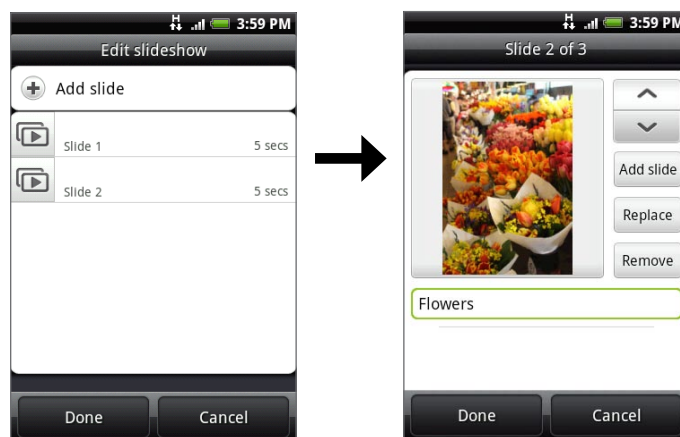 H 3:59 PM
Edit slideshow
Add slide
Slide 1 5 secs
Slide 2 5 secs
Done Cancel
H 3:59 PM
Slide 2 of 3
Add slide
Replace
Remove
Flowers
Done Cancel